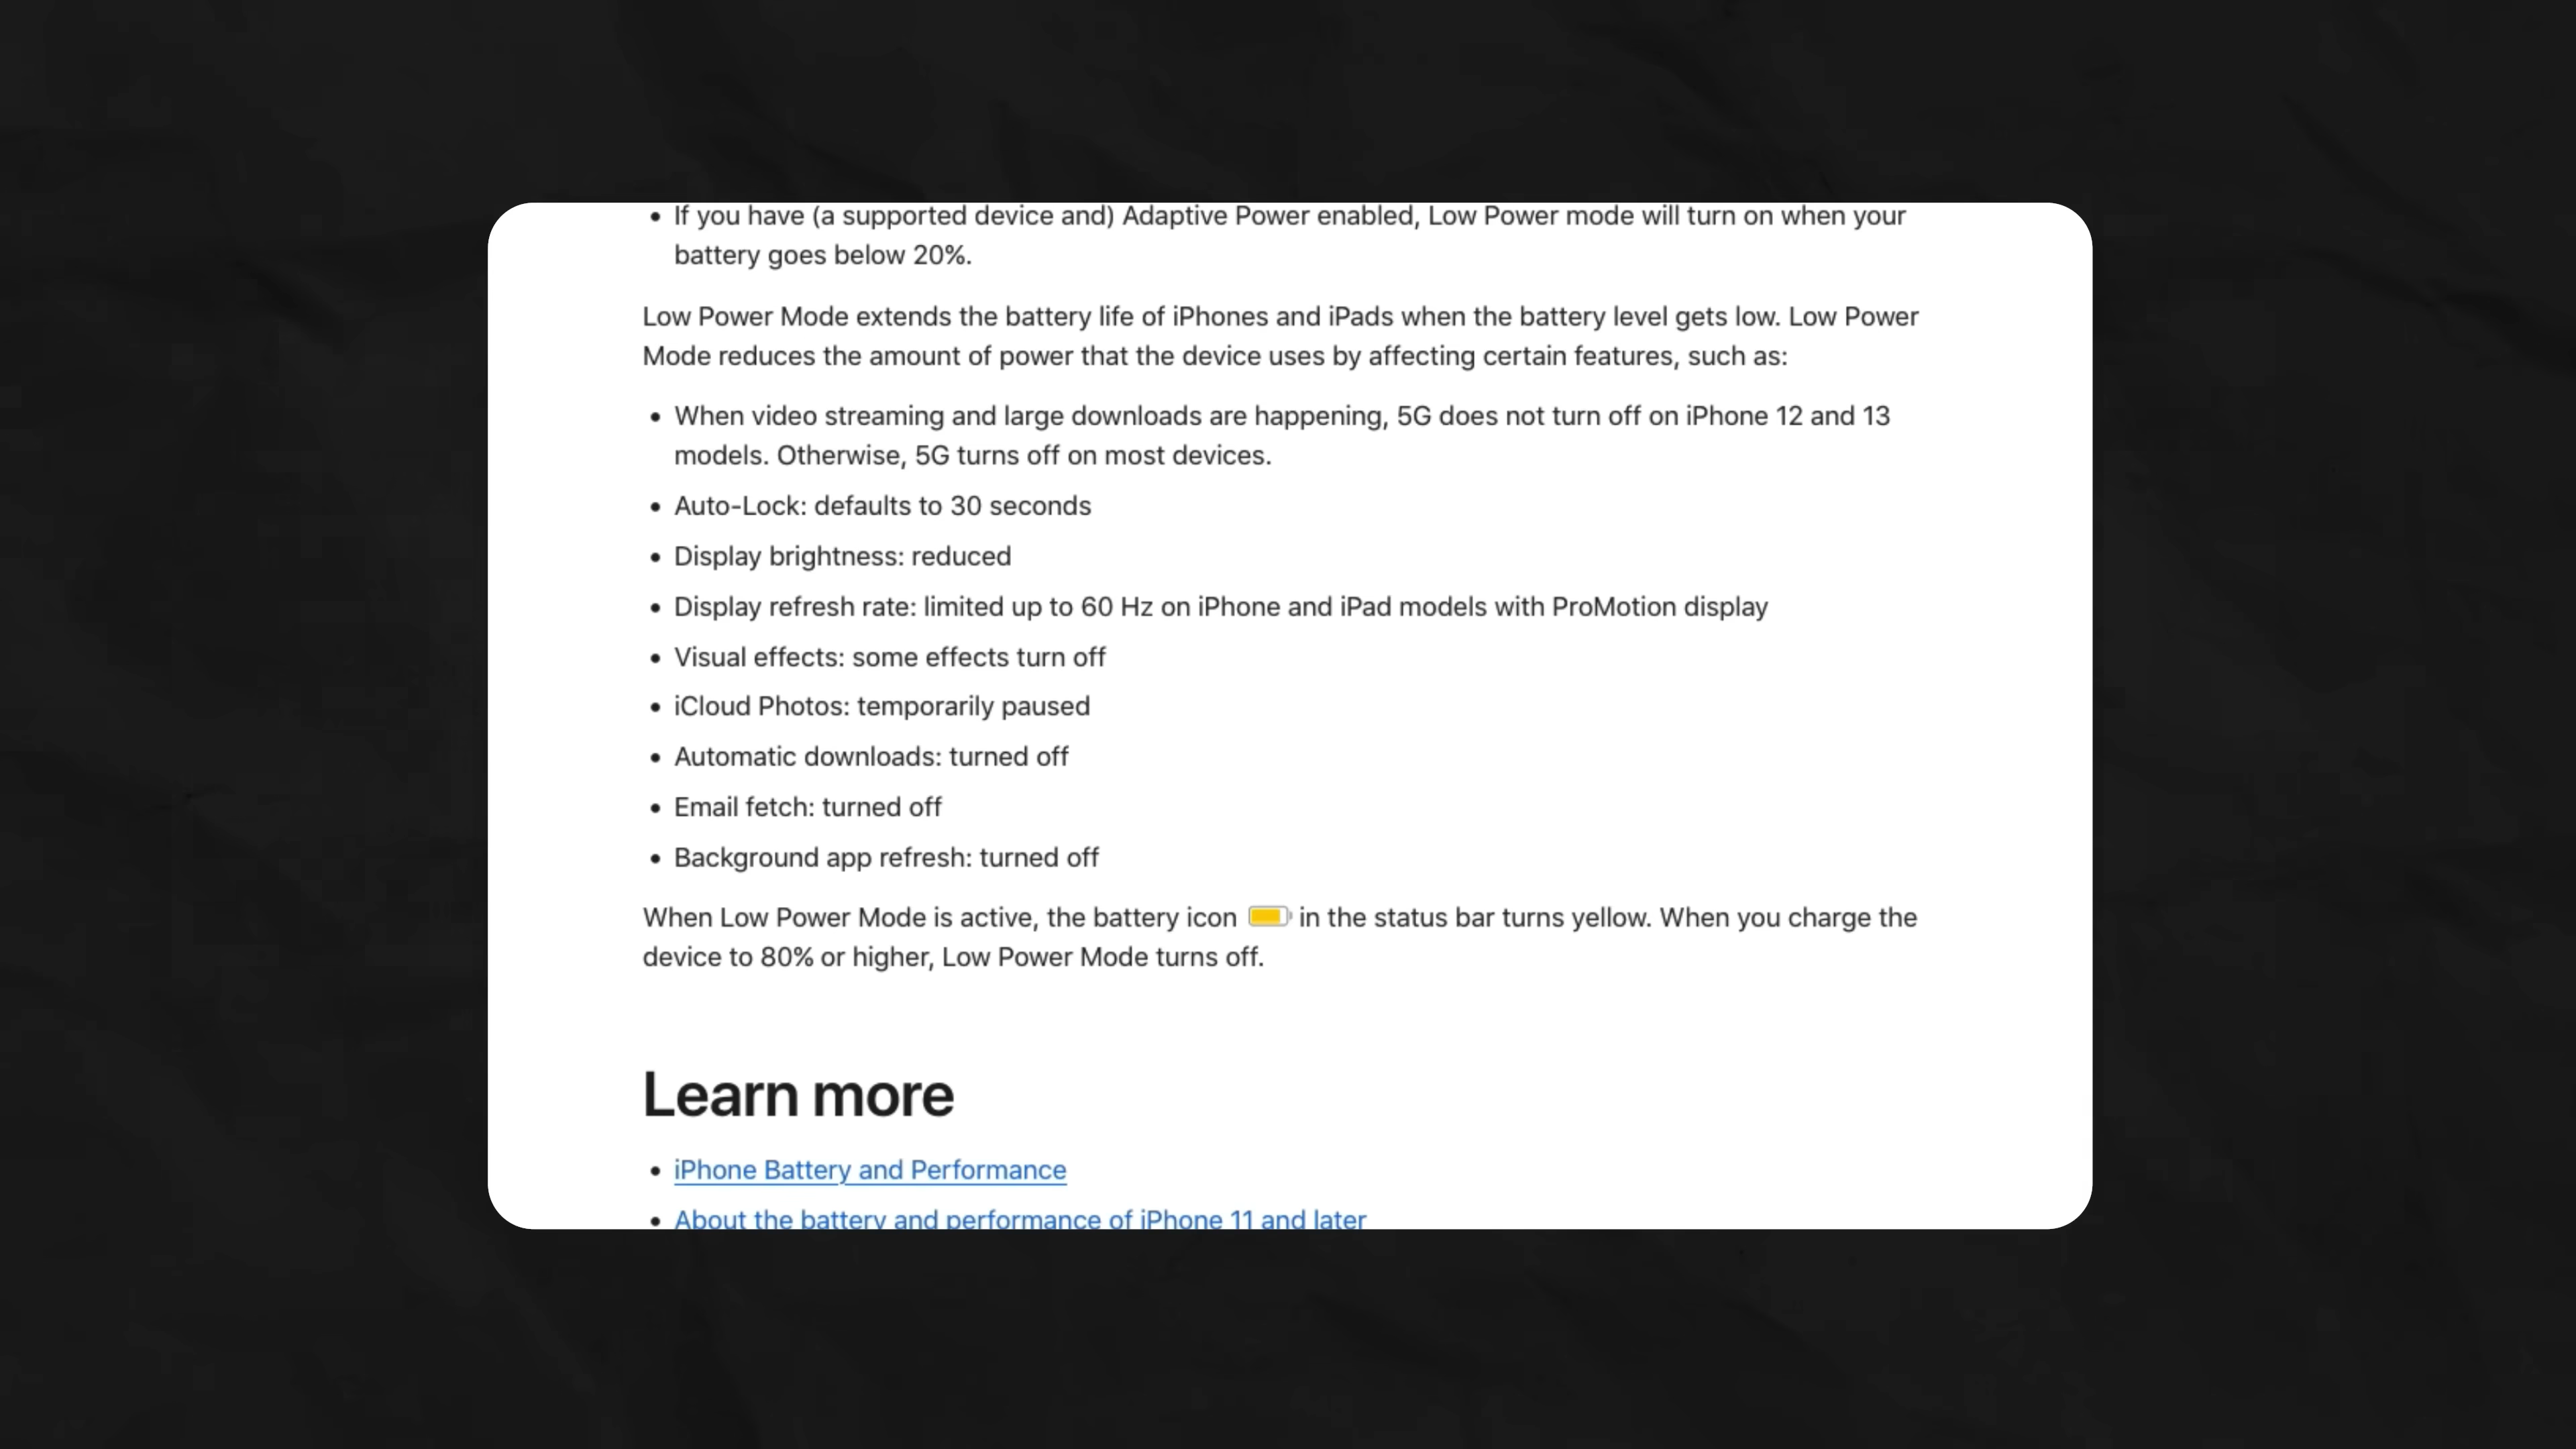 • If you have (a supported device and) Adaptive Power enabled, Low Power mode will turn on when your
battery goes below 20%.
Low Power Mode extends the battery life of iPhones and iPads when the battery level gets low. Low Power
Mode reduces the amount of power that the device uses by affecting certain features, such as:
• When video streaming and large downloads are happening, 5G does not turn off on iPhone 12 and 13
models. Otherwise, 5G turns off on most devices.
• Auto-Lock: defaults to 30 seconds
• Display brightness: reduced
• Display refresh rate: limited up to 60 Hz on iPhone and iPad models with ProMotion display
• Visual effects: some effects turn off
• iCloud Photos: temporarily paused
• Automatic downloads: turned off
• Email fetch: turned off
• Background app refresh: turned off
When Low Power Mode is active, the battery icon in the status bar turns yellow. When you charge the
device to 80% or higher, Low Power Mode turns off.
Learn more
• iPhone Battery and Performance
• About the battery and performance of iPhone 11 and later